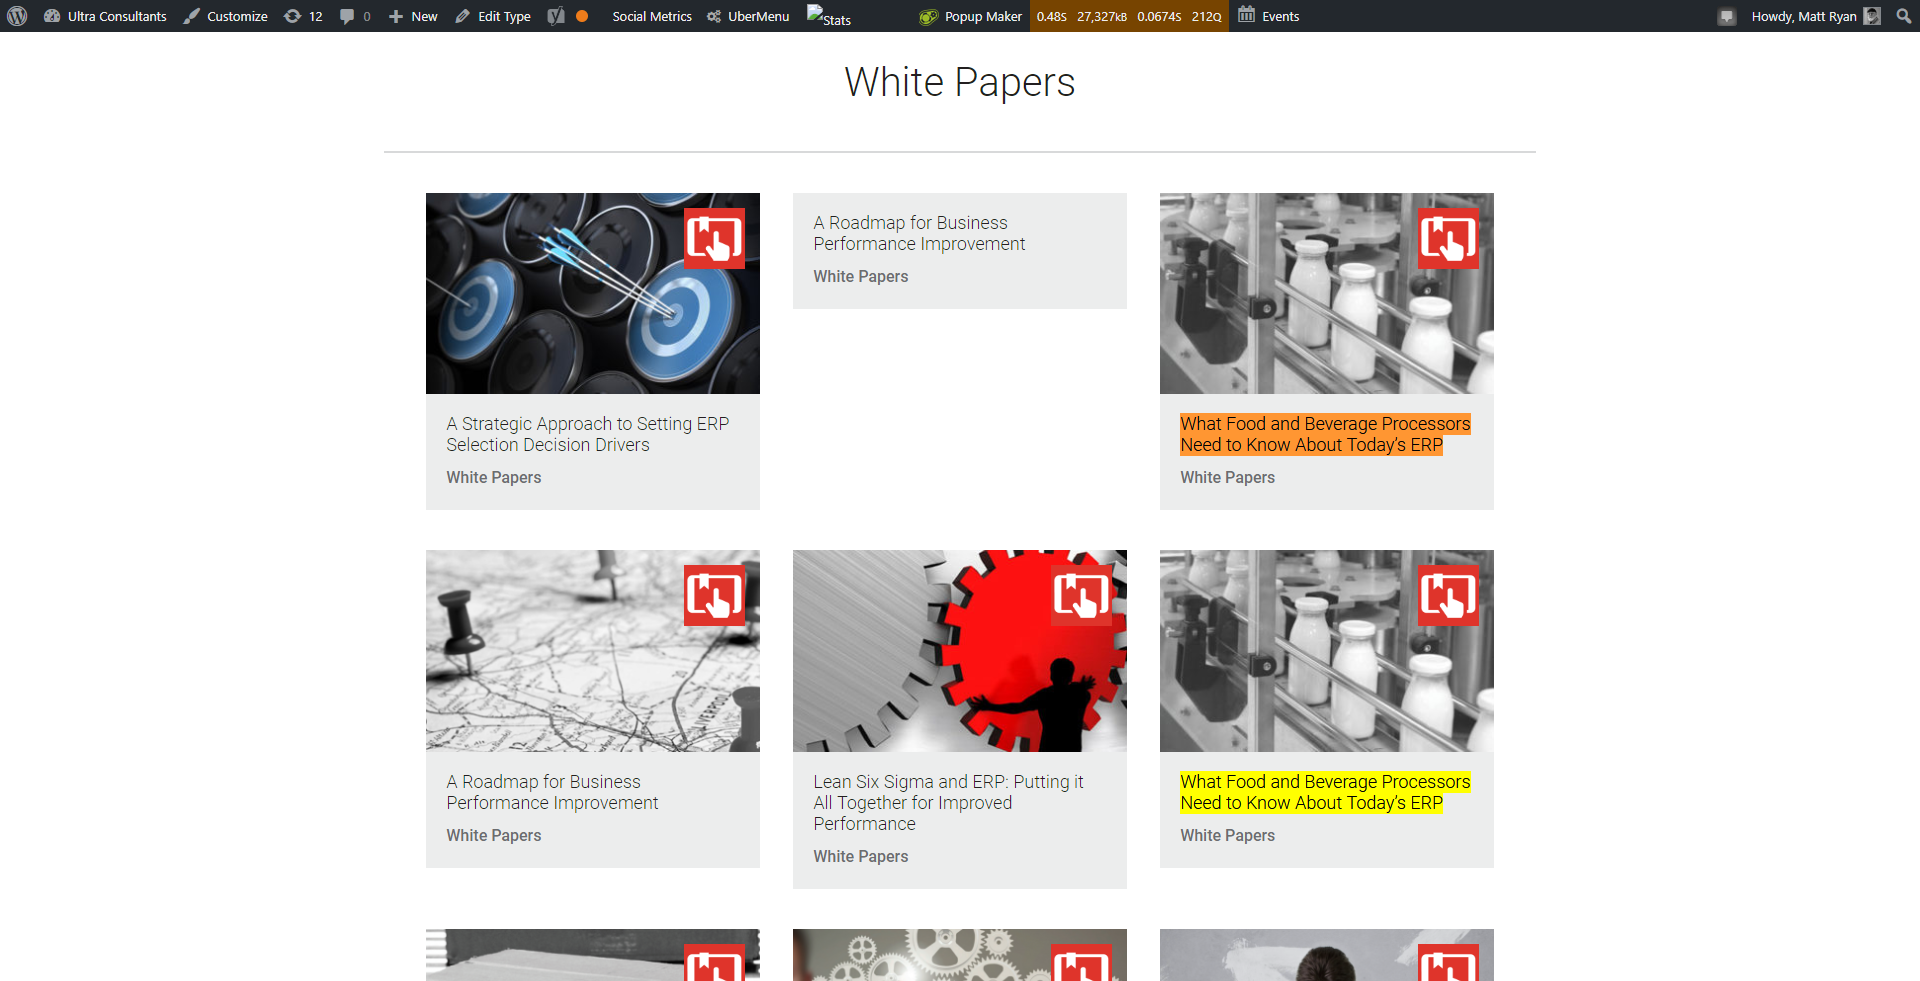 Ultra Consultants Customize 12 0 New Edit Type Social Metrics UberMenu Stats Popup Maker 0.48S 27,327KB 0.0674S 212Q Events Howdy, Matt Ryan
White Papers
A Strategic Approach to Setting ERP
Selection Decision Drivers
White Papers
A Roadmap for Business
Performance Improvement
White Papers
What Food and Beverage Processors
Need to Know About Today's ERP
White Papers
A Roadmap for Business
Performance Improvement
White Papers
Lean Six Sigma and ERP: Putting it
All Together for Improved
Performance
White Papers
What Food and Beverage Processors
Need to Know About Today's ERP
White Papers